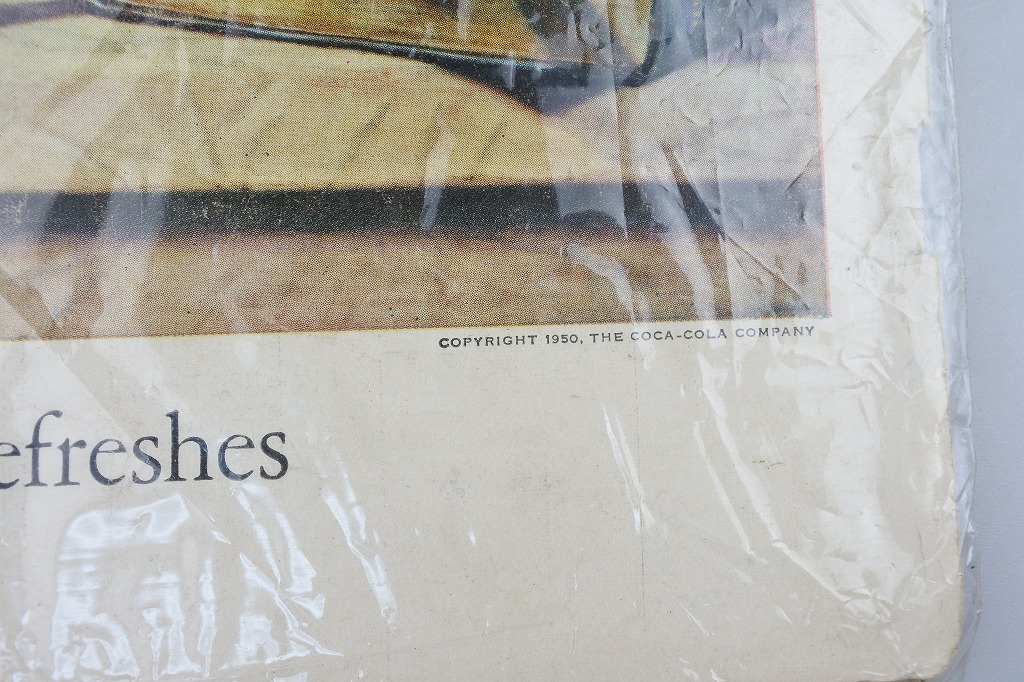 COPYRIGHT 1950, THE COCA-COLA COMPANY
efreshes